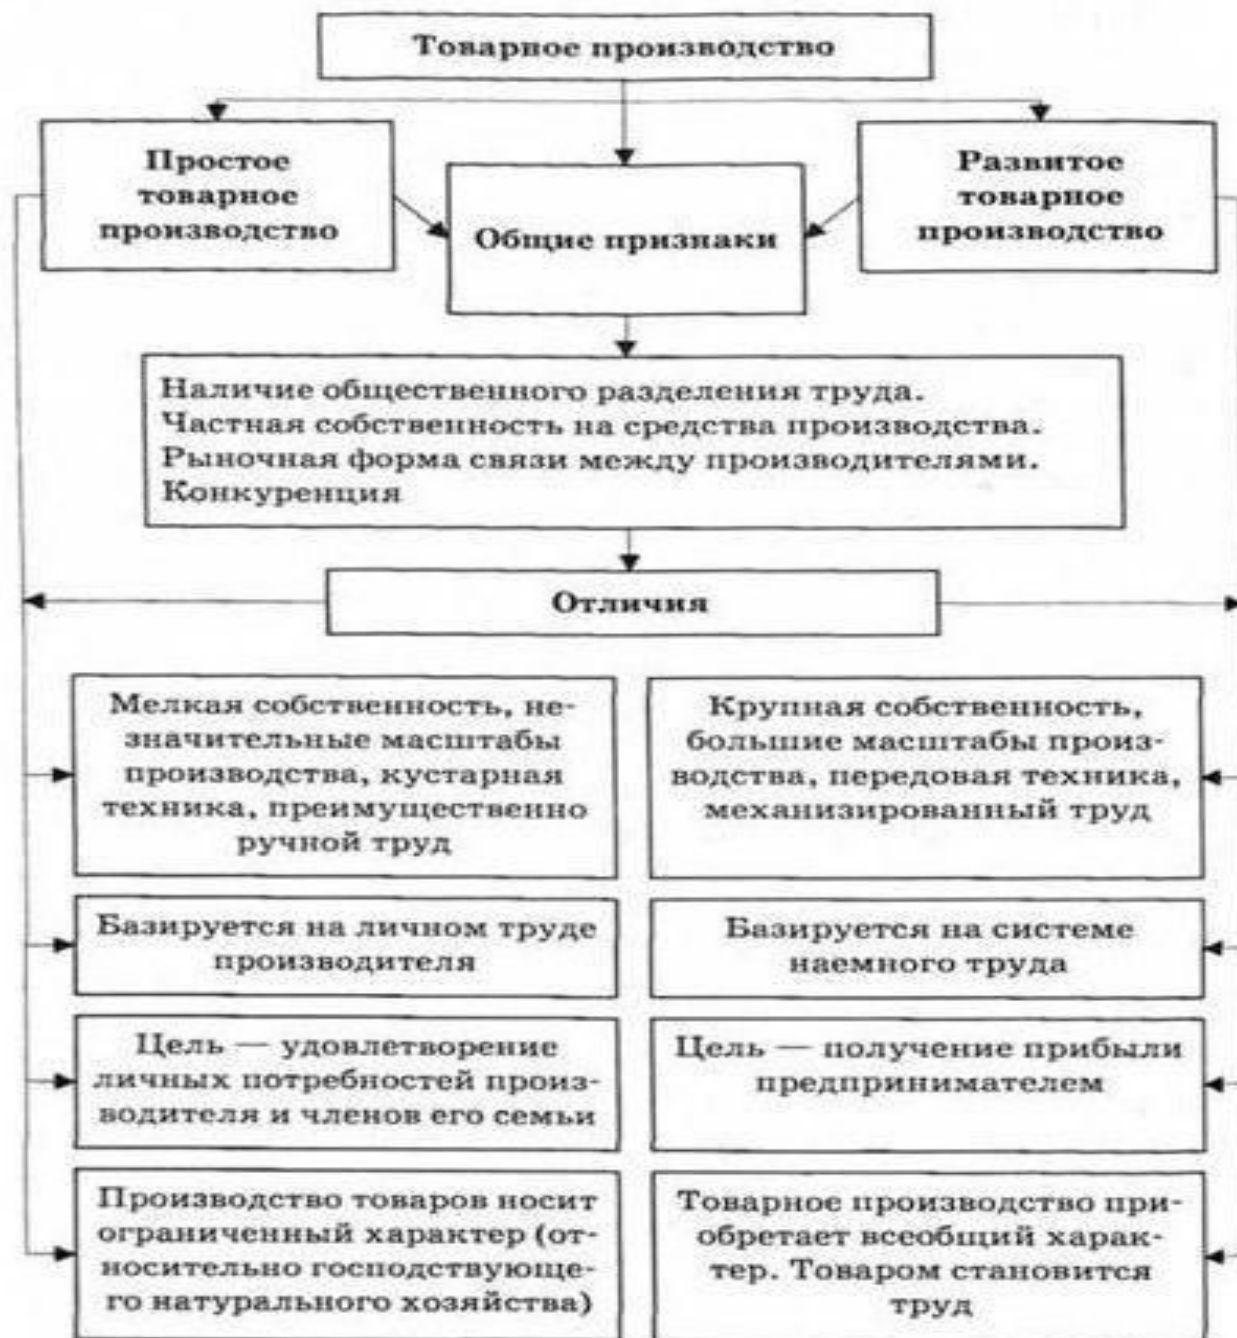 Товарное производство
Простое
товарное
производство
Общие признаки
Развитое
товарное
производство
Наличие общественного разделения труда.
Частная собственность на средства производства.
Рыночная форма связи между производителями.
Конкуренция
Отличия
Мелкая собственность, не-
значительные масштабы
производства, кустарная
техника, преимущественно
ручной труд
Крупная собственность,
большие масштабы произ-
водства, передовая техника,
механизированный труд
Базируется на личном труде
производителя
Базируется на системе
наемного труда
Цель — удовлетворение
личных потребностей произ-
водителя и членов его семьи
Цель — получение прибыли
предпринимателем
Производство товаров носит
ограниченный характер (от-
носительно господствующе-
го натурального хозяйства)
Товарное производство при-
обретает всеобщий харак-
тер. Товаром становится
труд